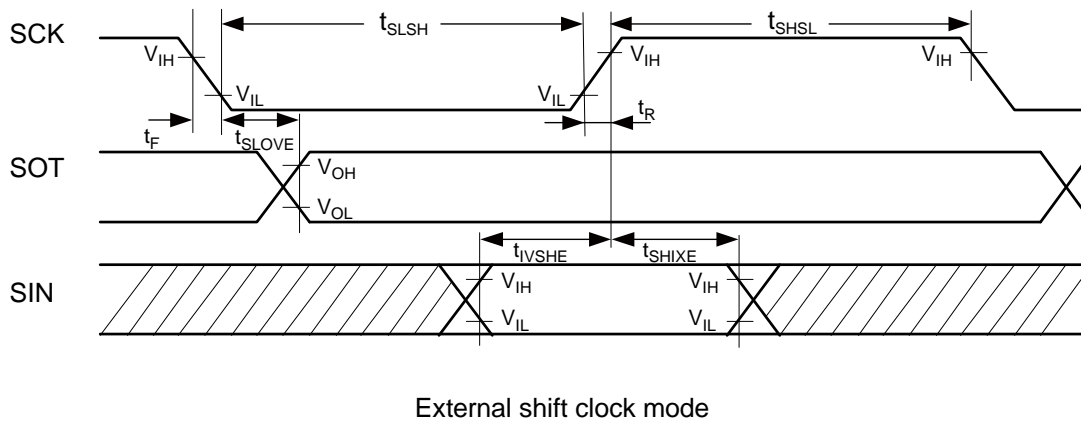 SCK
tSLSH
tSHSL
VIH
VIH
VIH
VIL
VIL
tR
tF
tSLOVE
SOT
VOH
VOL
tIVSHE
tSHIXE
SIN
VIH
VIH
VIL
VIL
External shift clock mode